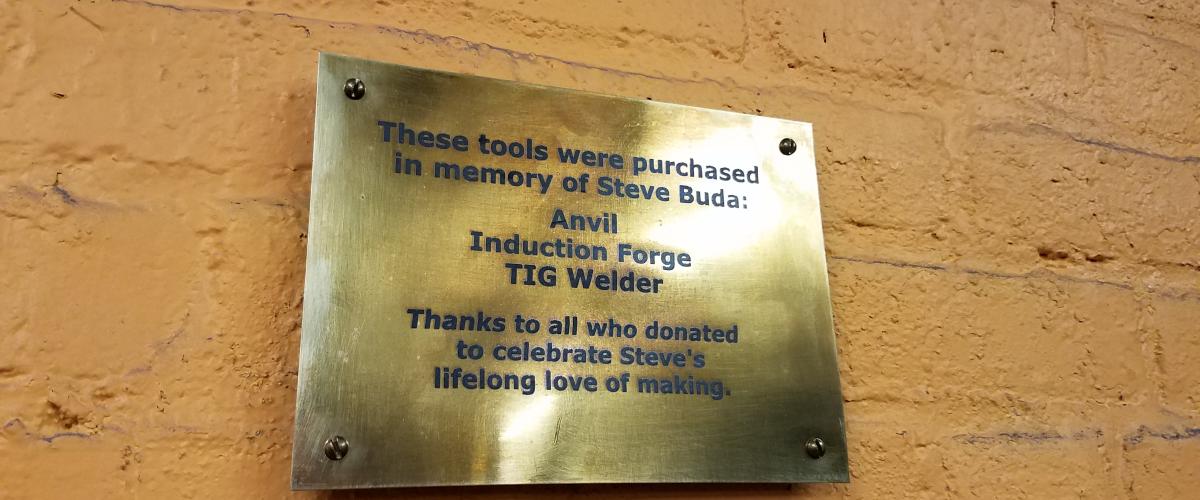 These tools were purchased
in memory of Steve Buda:
Anvil
Induction Forge
TIG Welder
Thanks to all who donated
to celebrate Steve's
lifelong love of making.